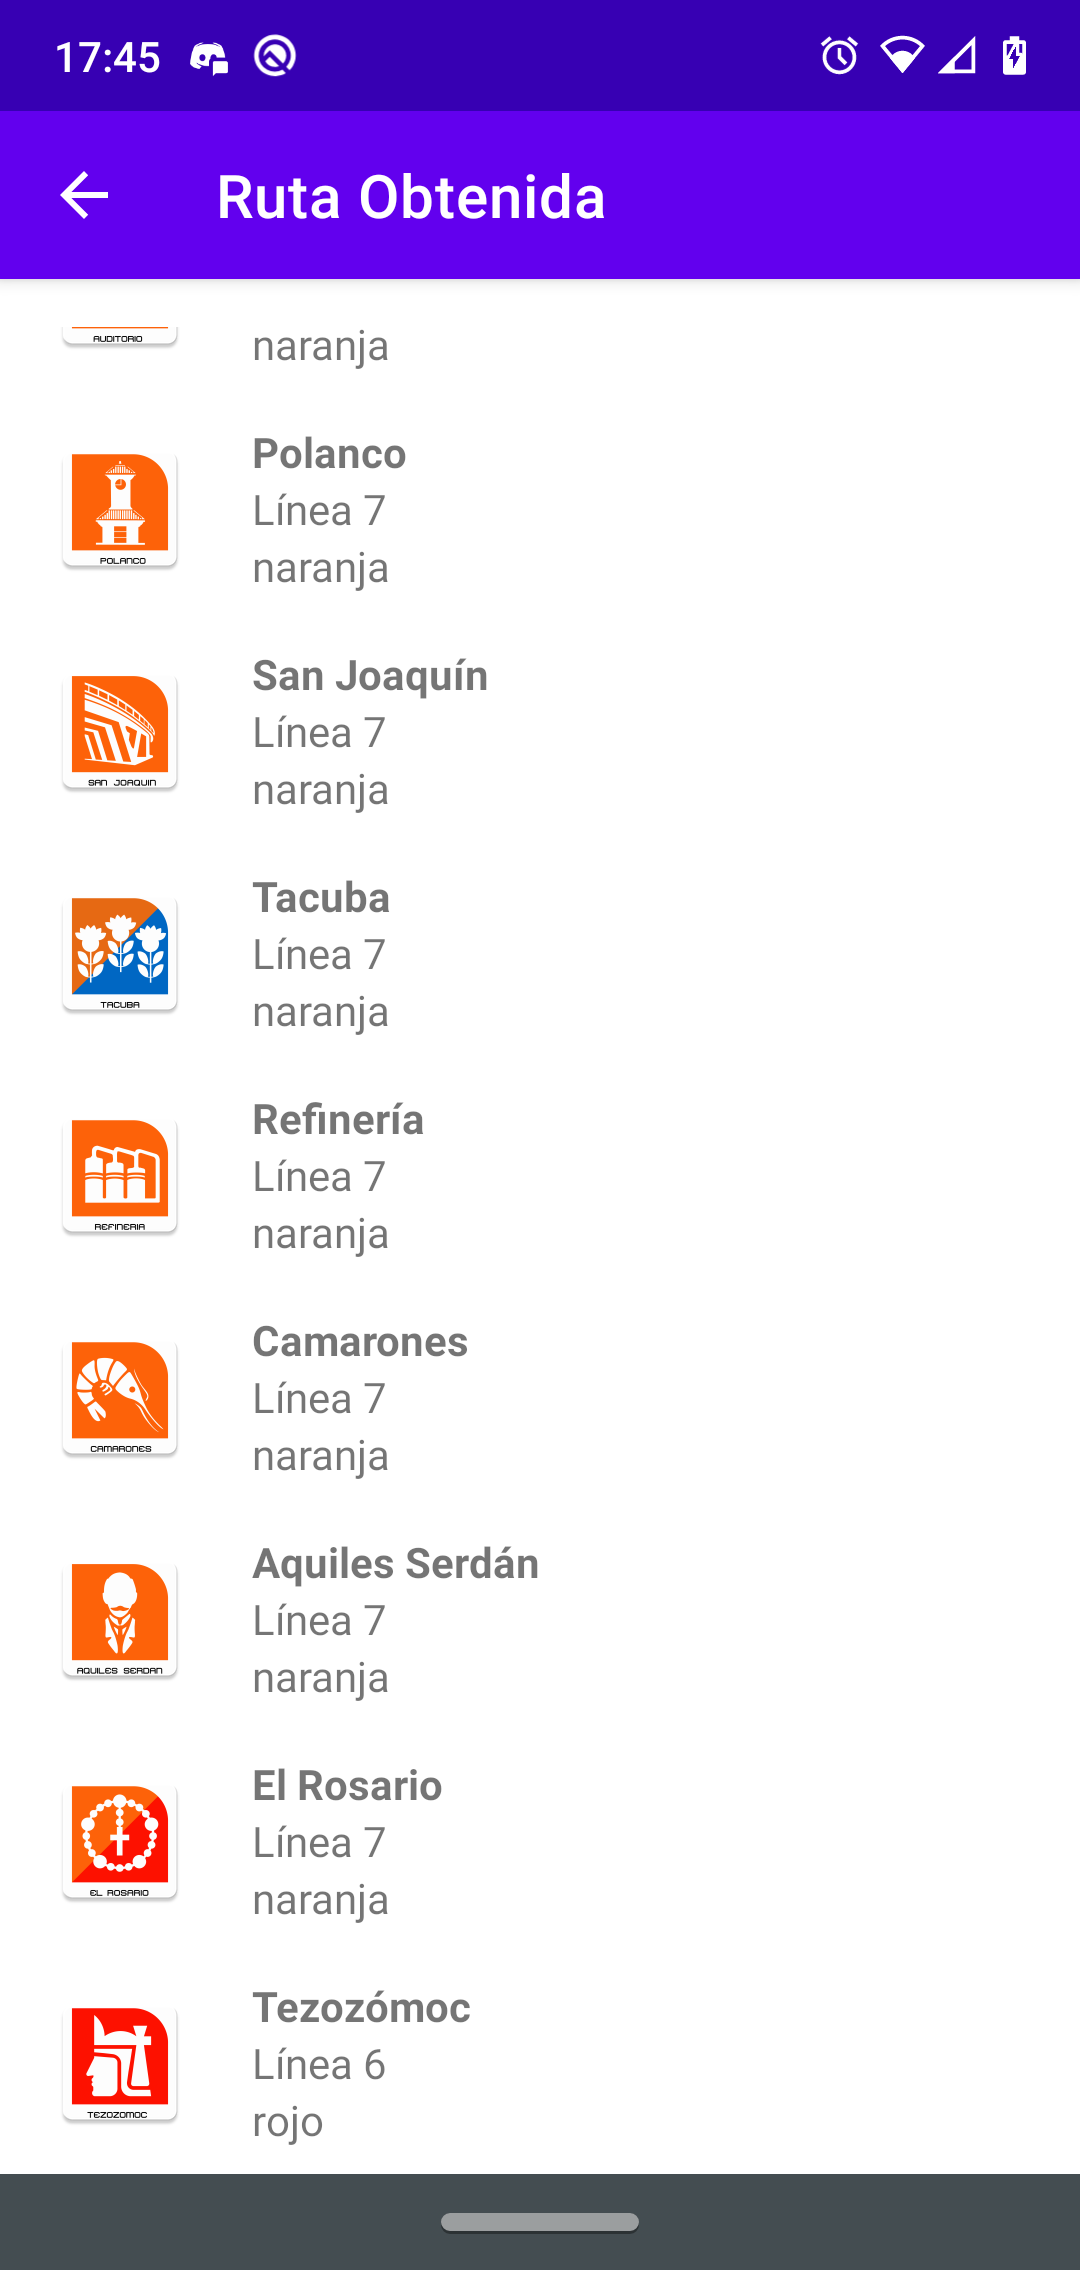 17:45
Ruta Obtenida
AUDITORIO
naranja
Polanco
Línea 7
naranja
POLANCO
San Joaquín
Línea 7
naranja
SAN JOAQUIN
Tacuba
Línea 7
naranja
TACUBA
Refinería
Línea 7
naranja
REFINERIA
Camarones
Línea 7
naranja
CAMARONES
Aquiles Serdán
Línea 7
naranja
AQUILES SERDAN
El Rosario
Línea 7
naranja
EL ROSARIO
Tezozómoc
Línea 6
rojo
TEZOZOMOC